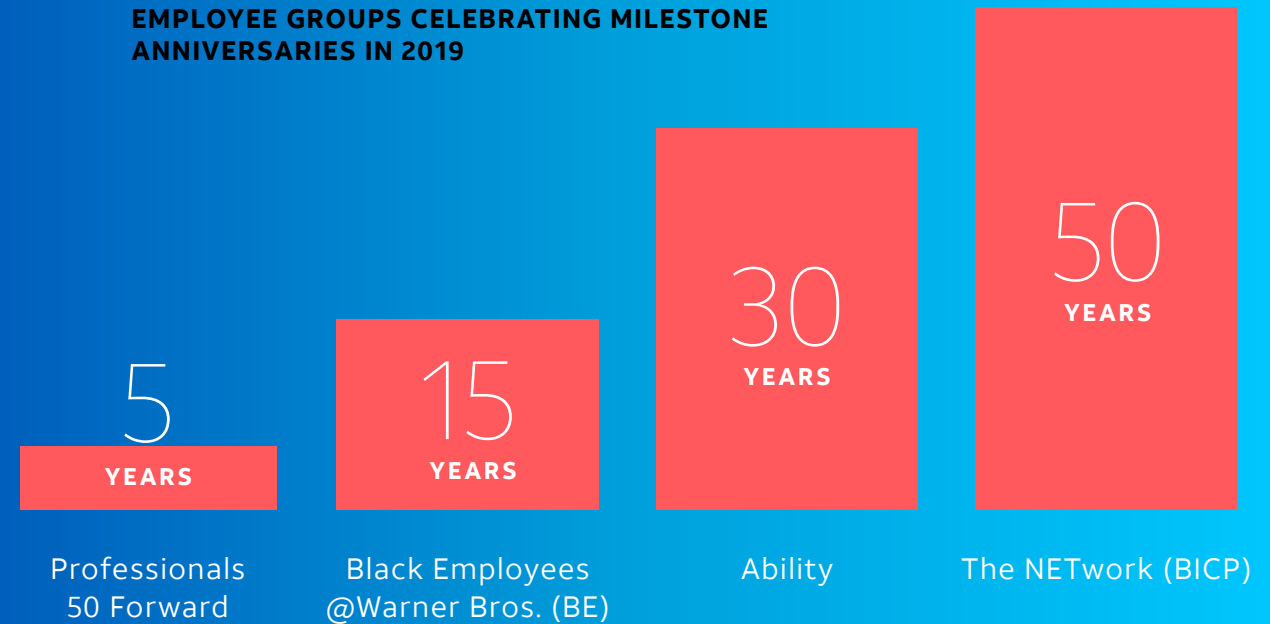 EMPLOYEE GROUPS CELEBRATING MILESTONE
ANNIVERSARIES IN 2019
5
YEARS
Professionals
50 Forward
15
YEARS
Black Employees
@Warner Bros. (BE)
30
YEARS
Ability
50
YEARS
The NETwork (BICP)